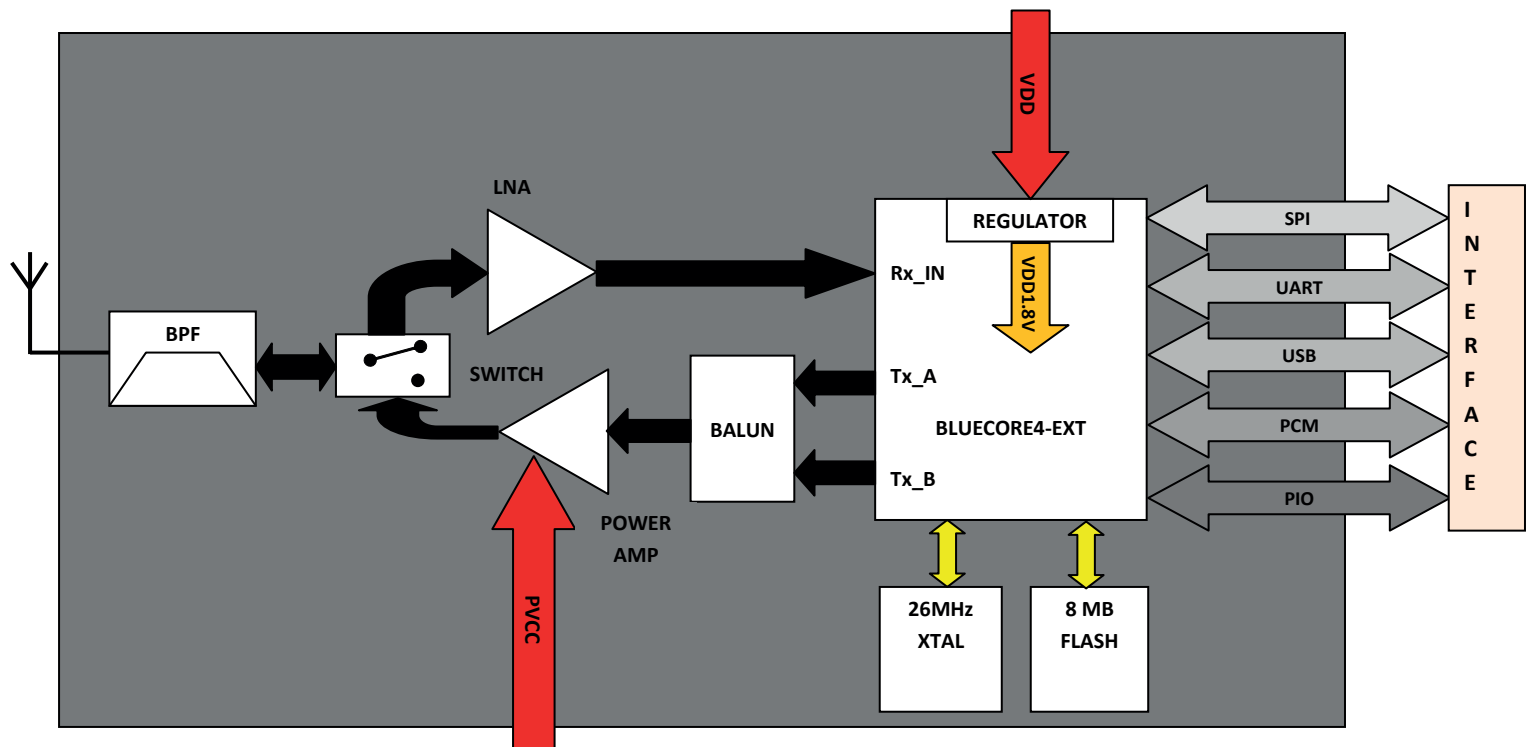 VDD
LNA
REGULATOR
VDD1.8V
Rx_IN
Tx_A
BLUECORE4-EXT
Tx_B
BPF
SWITCH
BALUN
POWER
AMP
PVCC
26MHz
XTAL
8 MB
FLASH
SPI
UART
USB
PCM
PIO
INTERFACE